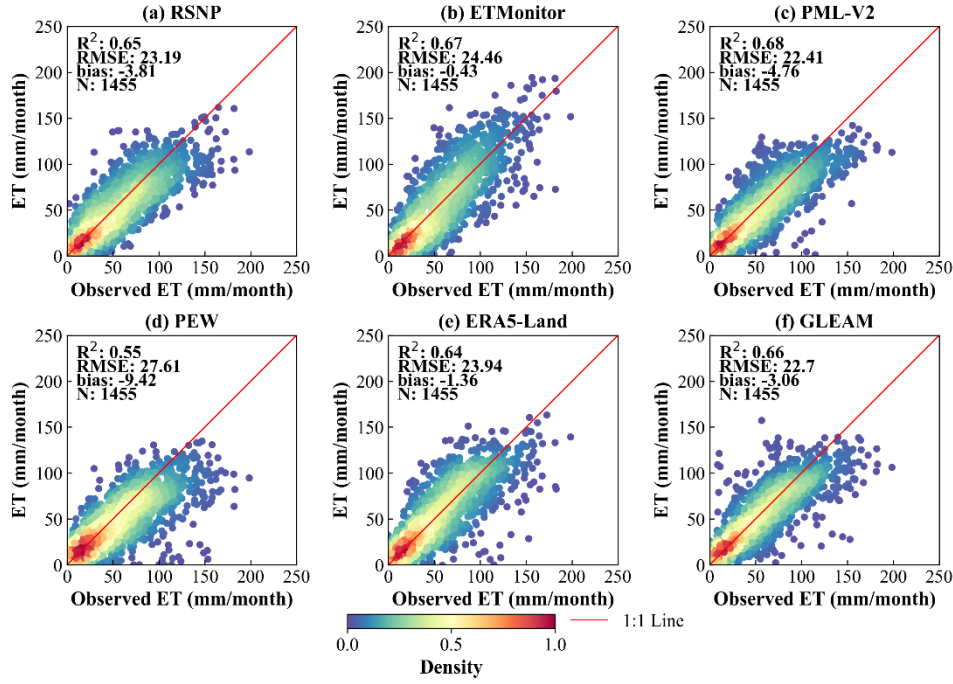 (a) RSNP
R²: 0.65
RMSE: 23.19
bias: -3.81
N: 1455
250
200
150
100
50
0
ET (mm/month)
0 50 100 150 200 250
Observed ET (mm/month)
(b) ETMonitor
R²: 0.67
RMSE: 24.46
bias: -0.43
N: 1455
250
200
150
100
50
0
ET (mm/month)
0 50 100 150 200 250
Observed ET (mm/month)
(c) PML-V2
R²: 0.68
RMSE: 22.41
bias: -4.76
N: 1455
250
200
150
100
50
0
ET (mm/month)
0 50 100 150 200 250
Observed ET (mm/month)
(d) PEW
R²: 0.55
RMSE: 27.61
bias: -9.42
N: 1455
250
200
150
100
50
0
ET (mm/month)
0 50 100 150 200 250
Observed ET (mm/month)
(e) ERA5-Land
R²: 0.64
RMSE: 23.94
bias: -1.36
N: 1455
250
200
150
100
50
0
ET (mm/month)
0 50 100 150 200 250
Observed ET (mm/month)
(f) GLEAM
R²: 0.66
RMSE: 22.7
bias: -3.06
N: 1455
250
200
150
100
50
0
ET (mm/month)
0 50 100 150 200 250
Observed ET (mm/month)
1:1 Line
0.0 0.5 1.0
Density